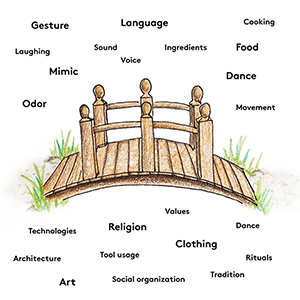 Gesture
Language
Cooking
Laughing
Sound
Ingredients
Food
Voice
Mimic
Dance
Odor
Movement
Values
Technologies
Religion
Dance
Clothing
Architecture
Tool usage
Rituals
Art
Social organization
Tradition